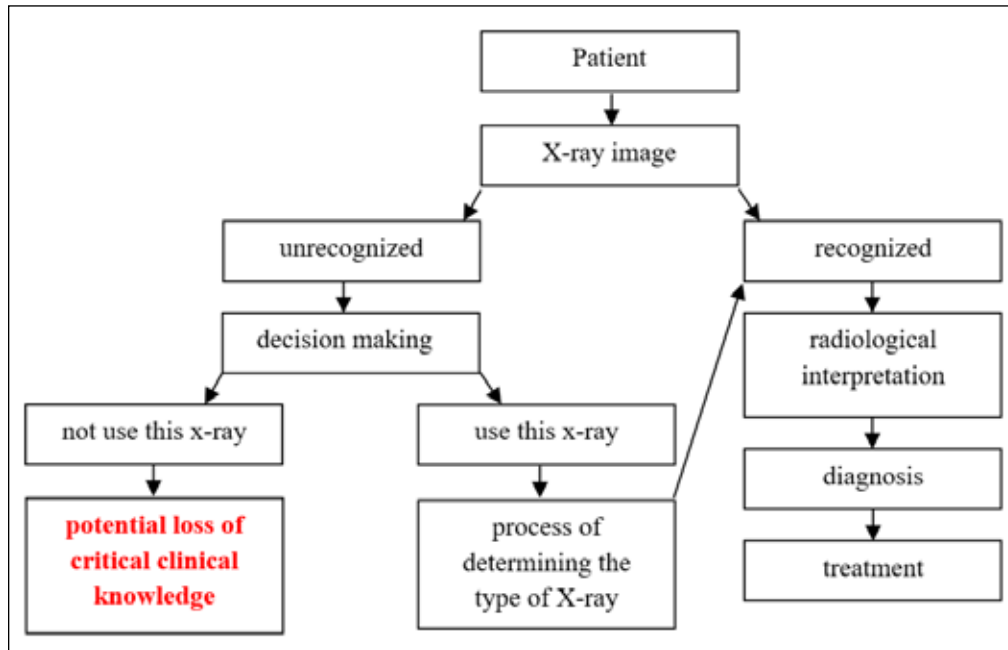 Patient
X-ray image
unrecognized
recognized
decision making
radiological
interpretation
not use this x-ray
use this x-ray
diagnosis
potential loss of
critical clinical
knowledge
process of
determining the
type of X-ray
treatment